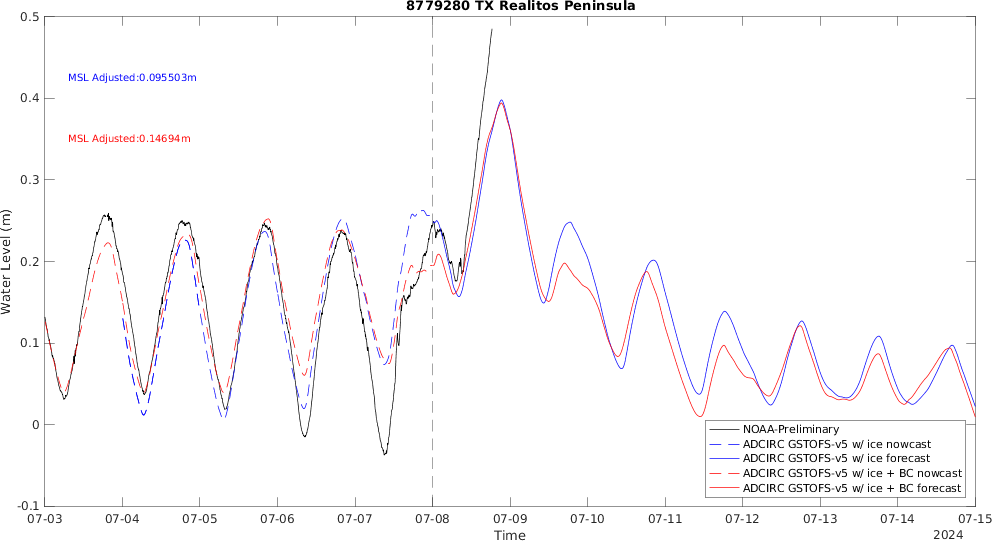 8779280 TX Realitos Peninsula
0.5
MSL Adjusted:0.095503m
0.4
MSL Adjusted:0.14694m
0.3
Water Level (m)
0.2
0.1
0
-0.1
NOAA-Preliminary
ADCIRC GSTOFS-v5 w/ ice nowcast
ADCIRC GSTOFS-v5 w/ ice forecast
ADCIRC GSTOFS-v5 w/ ice + BC nowcast
ADCIRC GSTOFS-v5 w/ ice + BC forecast
07-03 07-04 07-05 07-06 07-07 07-08 07-09 07-10 07-11 07-12 07-13 07-14 07-15
Time
2024